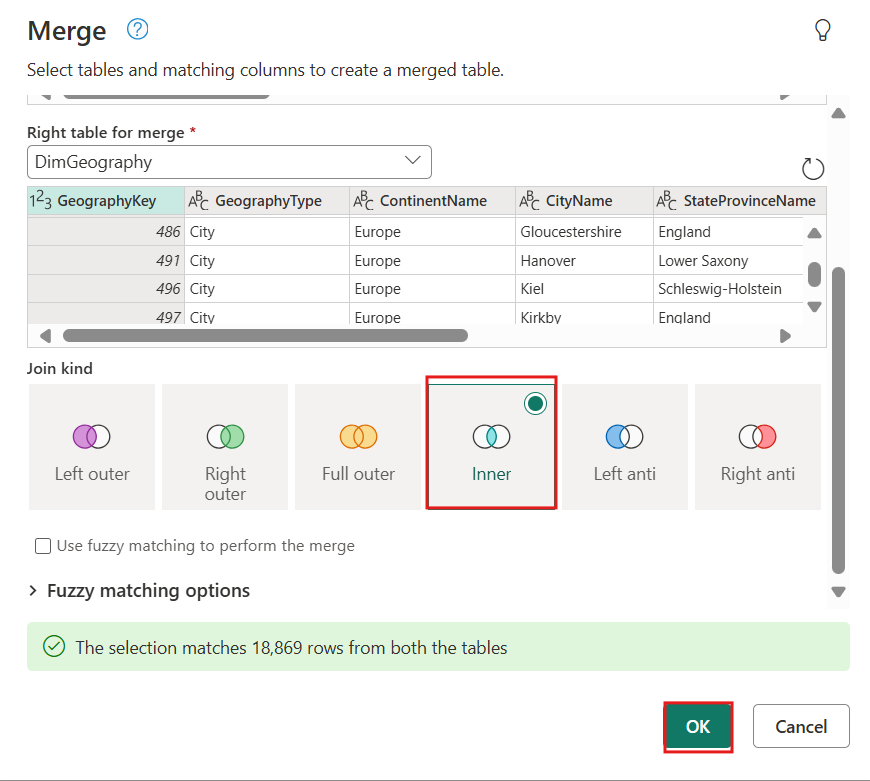 Merge ?
Select tables and matching columns to create a merged table.
Right table for merge *
DimGeography
1²3 GeographyKey ABC GeographyType ABC ContinentName ABC CityName ABC StateProvinceName
486 City Europe Gloucestershire England
491 City Europe Hanover Lower Saxony
496 City Europe Kiel Schleswig-Holstein
497 City Europe Kirkby England
Join kind
Left outer
Right
outer
Full outer
Inner
Left anti
Right anti
Use fuzzy matching to perform the merge
Fuzzy matching options
The selection matches 18,869 rows from both the tables
OK
Cancel